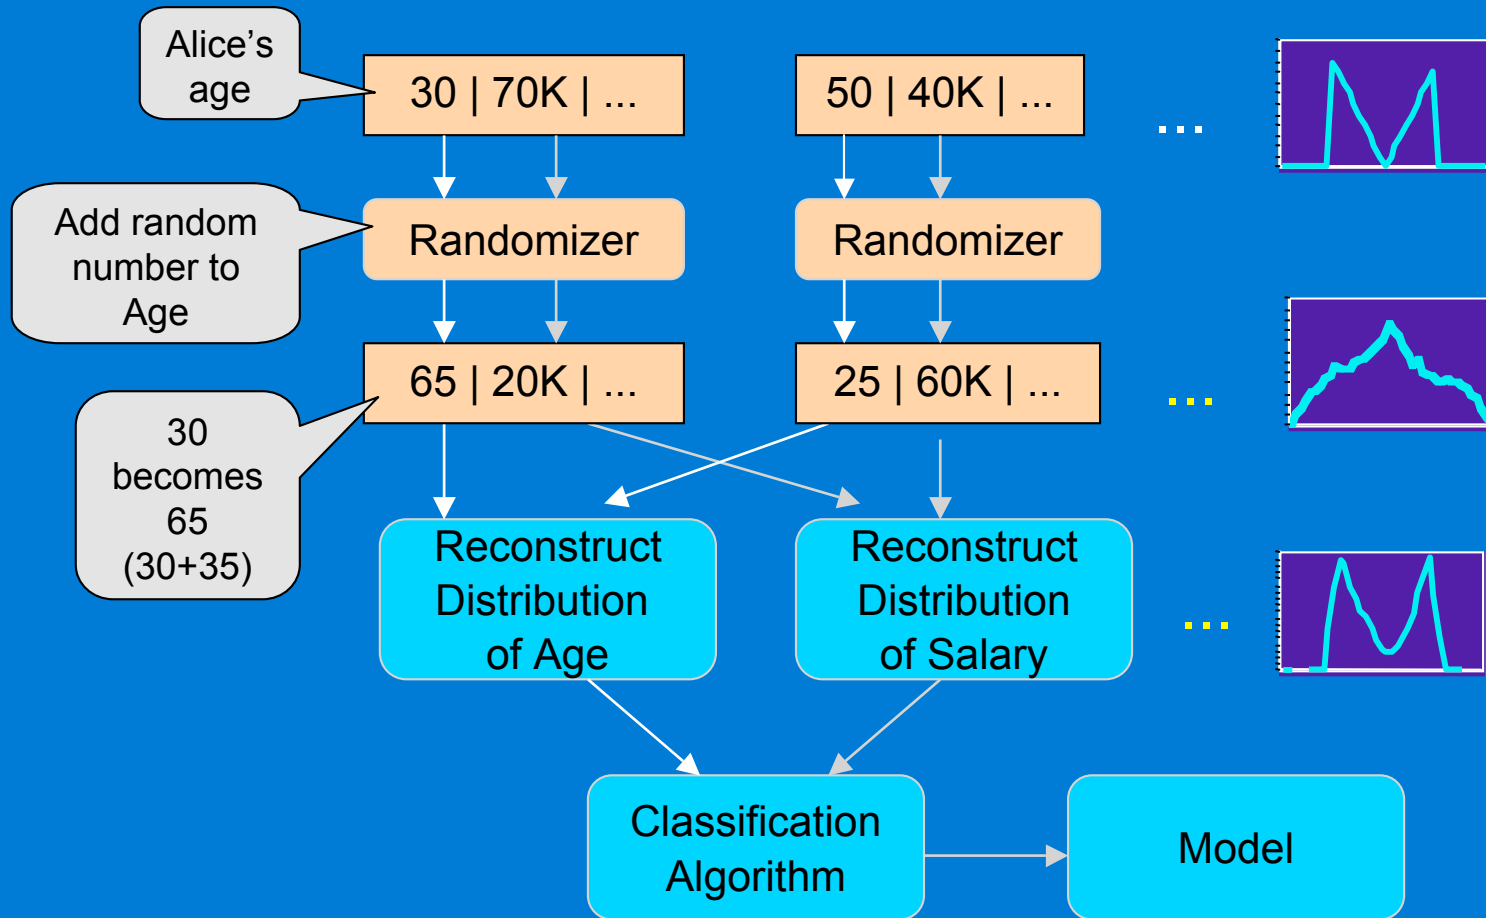 Alice's
age
30 | 70K | ...
50 | 40K | ...
...
Add random
number to
Age
Randomizer
Randomizer
65 | 20K | ...
25 | 60K | ...
...
30
becomes
65
(30+35)
Reconstruct
Distribution
of Age
Reconstruct
Distribution
of Salary
...
Classification
Algorithm
Model